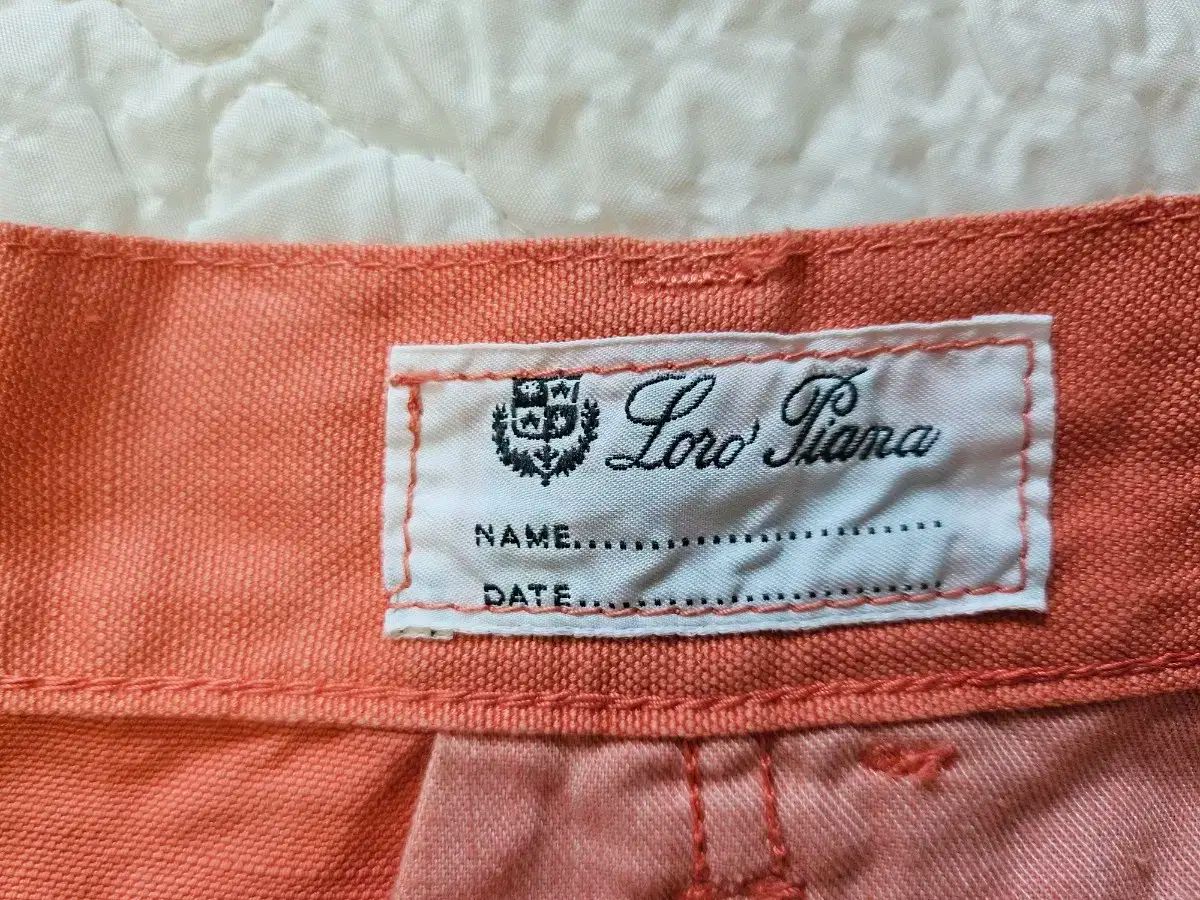 Loro Piana
NAME........................
DATE........................